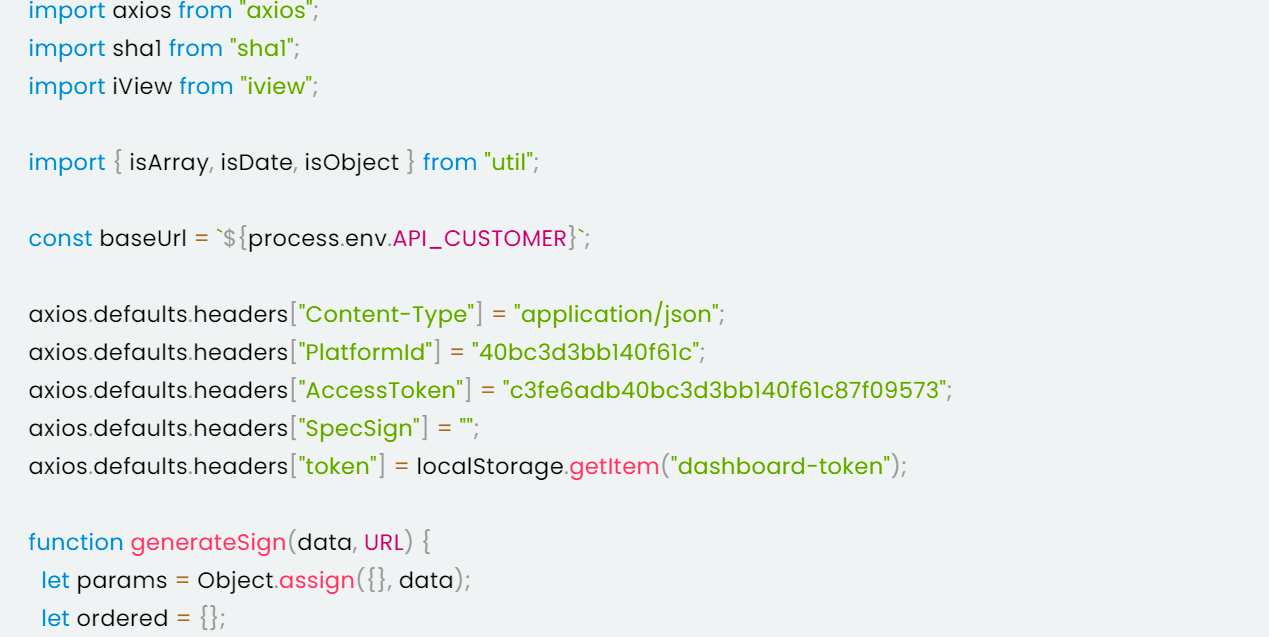 import axios from "axios";
import sha1 from "sha1";
import iView from "iview";
import { isArray, isDate, isObject } from "util";
const baseUrl = `${process.env.API_CUSTOMER}`;
axios.defaults.headers["Content-Type"] = "application/json";
axios.defaults.headers["PlatformId"] = "40bc3d3bb140f61c";
axios.defaults.headers["AccessToken"] = "c3fe6adb40bc3d3bb140f61c87f09573";
axios.defaults.headers["SpecSign"] = "";
axios.defaults.headers["token"] = localStorage.getItem("dashboard-token");
function generateSign(data, URL) {
  let params = Object.assign({}, data);
  let ordered = {};